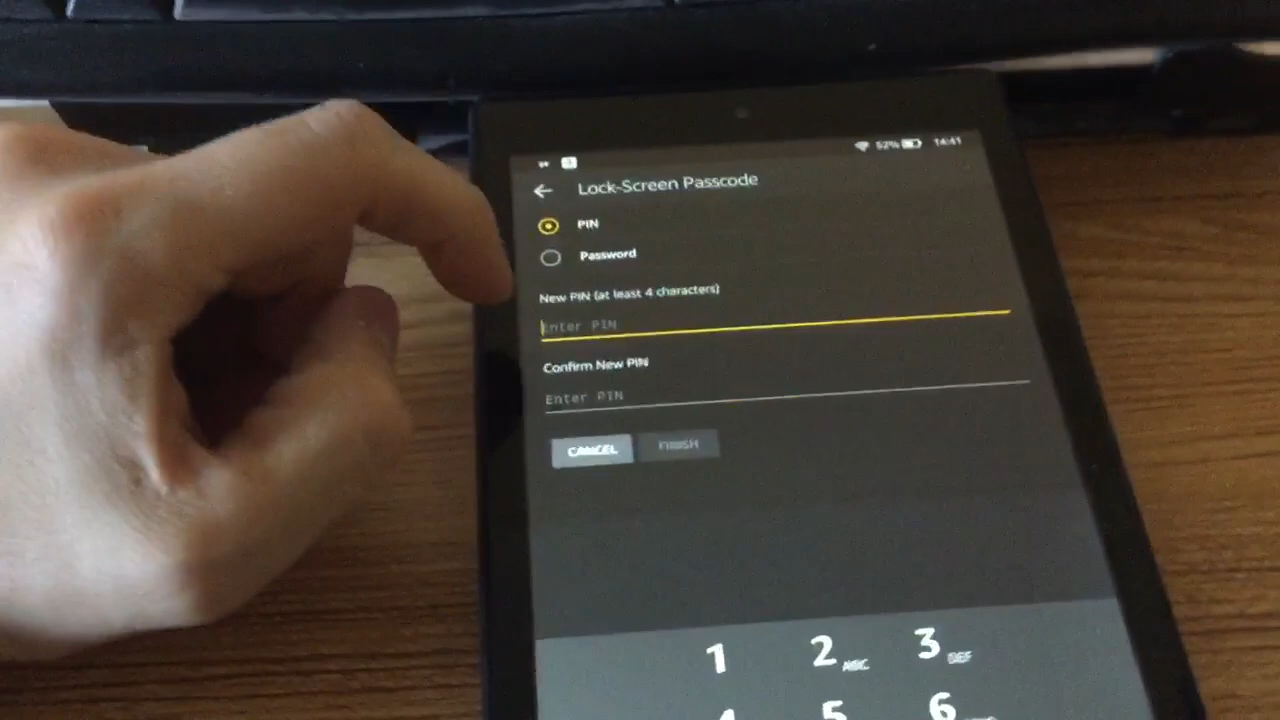 52% 14:41
Lock-Screen Passcode
PIN
Password
New PIN (at least 4 characters)
Enter PIN
Confirm New PIN
Enter PIN
CANCEL FINISH
1 2 ABC 3 DEF
4 5 6